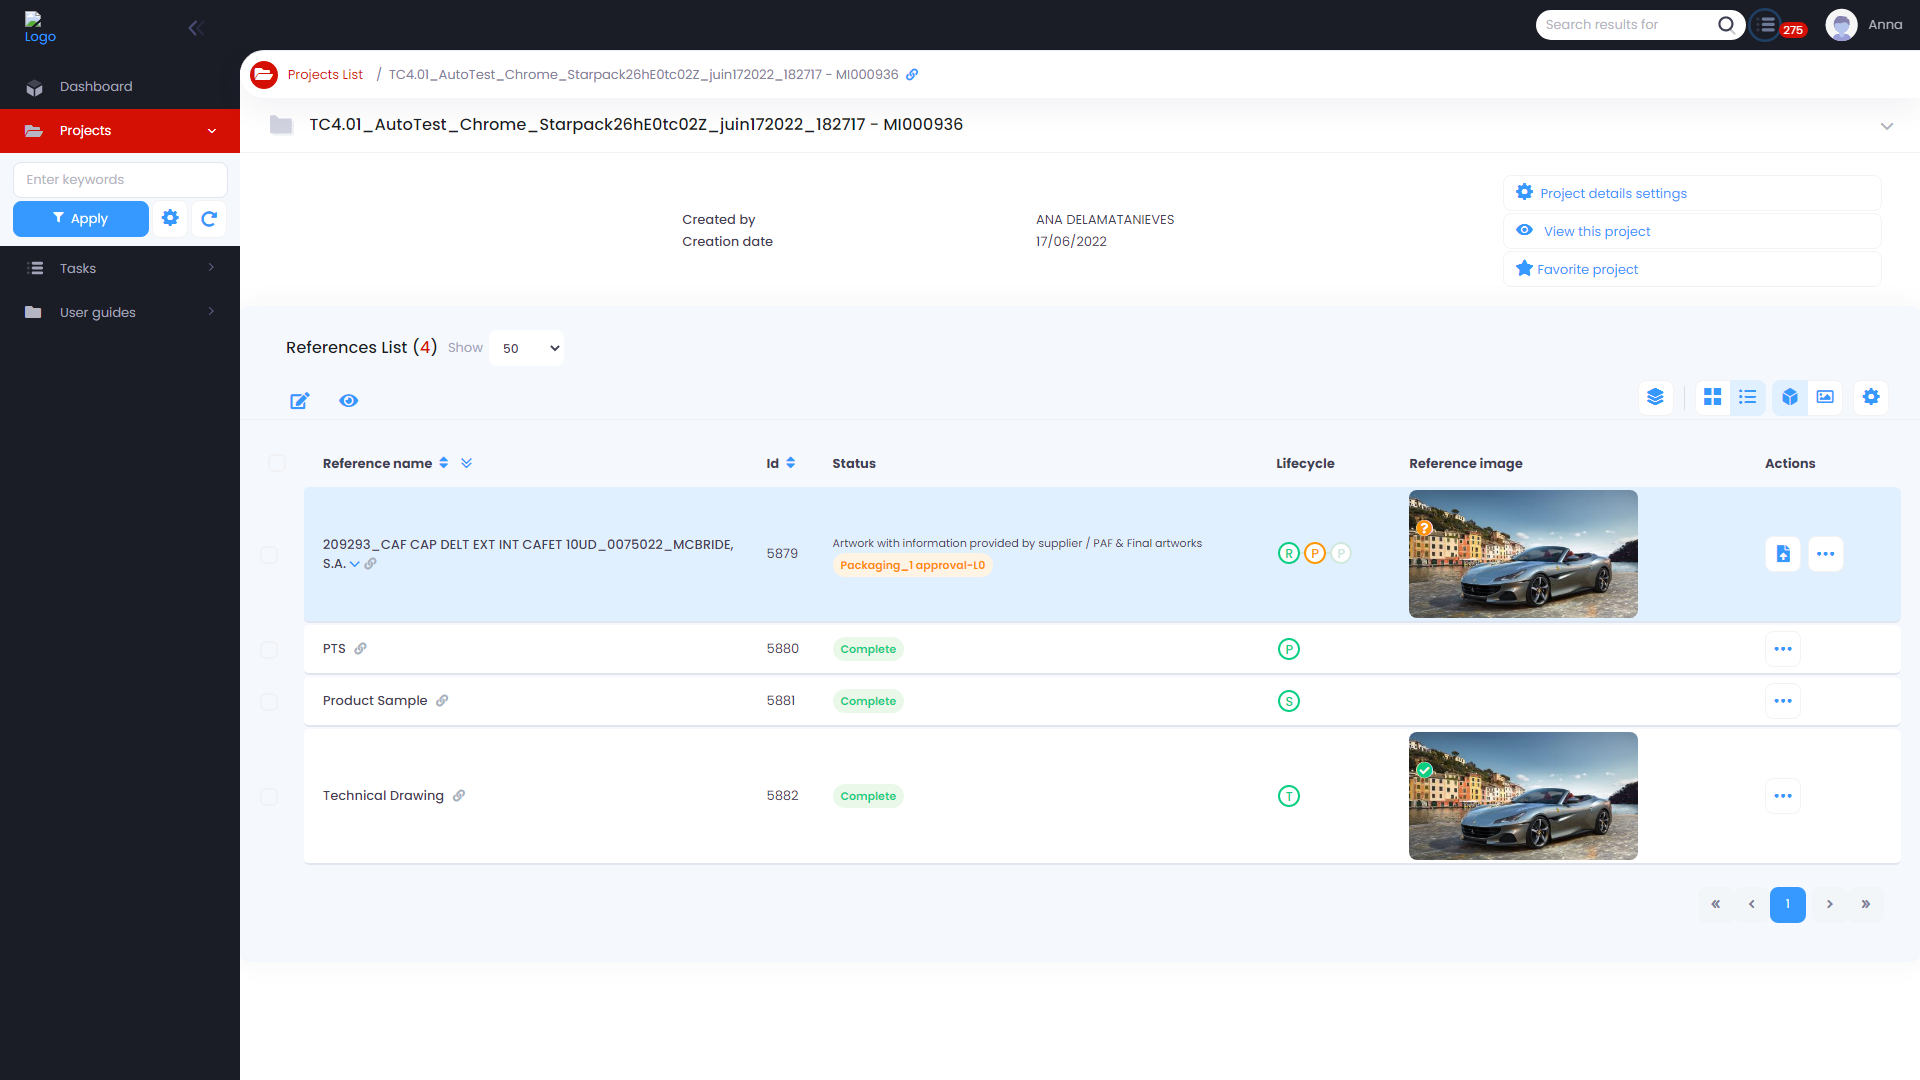 Logo
Search results for
275
Anna
Dashboard
Projects
Enter keywords
Apply
Tasks
User guides
Projects List / TC4.01_AutoTest_Chrome_Starpack26hE0tc02Z_juin172022_182717 - MI000936
TC4.01_AutoTest_Chrome_Starpack26hE0tc02Z_juin172022_182717 - MI000936
Created by ANA DELAMATANIEVES
Creation date 17/06/2022
Project details settings
View this project
Favorite project
References List (4) Show 50
Reference name Id Status Lifecycle Reference image Actions
209293_CAF CAP DELT EXT INT CAFET 10UD_0075022_MCBRIDE,
S.A.
5879
Artwork with information provided by supplier / PAF & Final artworks
Packaging_1 approval-L0
R P P
?
PTS 5880 Complete P
Product Sample 5881 Complete S
Technical Drawing 5882 Complete T
« ‹ 1 › »